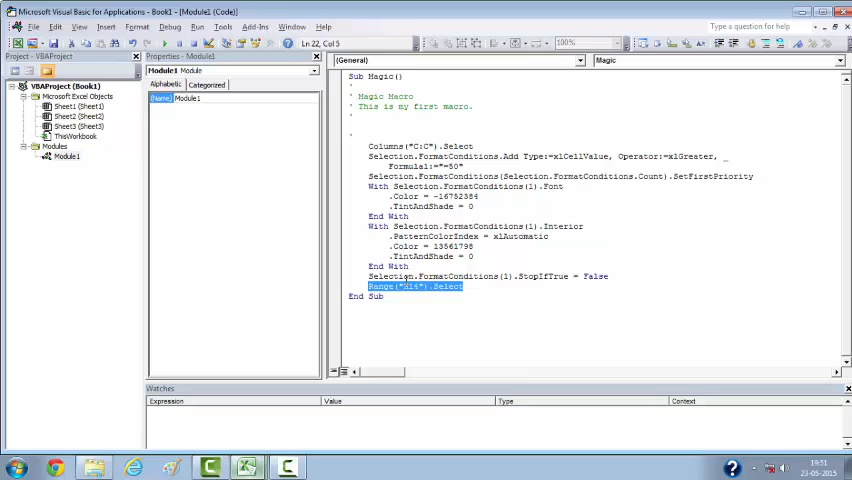 Microsoft Visual Basic for Applications - Book1 - [Module1 (Code)]
File Edit View Insert Format Debug Run Tools Add-Ins Window Help
Type a question for help
Ln 22, Col 5
100%
Project - VBAProject
Properties - Module1
(General)
Magic
VBAProject (Book1)
Microsoft Excel Objects
Sheet1 (Sheet1)
Sheet2 (Sheet2)
Sheet3 (Sheet3)
ThisWorkbook
Modules
Module1
Module1 Module
Alphabetic Categorized
(Name) Module1
Sub Magic()
'
' Magic Macro
' This is my first macro.
'
'
Columns("C:C").Select
Selection.FormatConditions.Add Type:=xlCellValue, Operator:=xlGreater, _
Formula1:="=50"
Selection.FormatConditions(Selection.FormatConditions.Count).SetFirstPriority
With Selection.FormatConditions(1).Font
.Color = -16752384
.TintAndShade = 0
End With
With Selection.FormatConditions(1).Interior
.PatternColorIndex = xlAutomatic
.Color = 13561798
.TintAndShade = 0
End With
Selection.FormatConditions(1).StopIfTrue = False
.Select
End Sub
Watches
Expression Value Type Context
19:51
23-05-2015